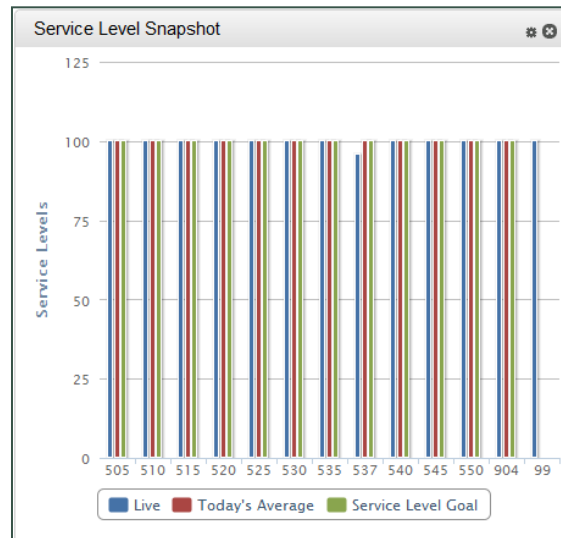 Service Level Snapshot
125
100
75
50
25
0
Service Levels
505 510 515 520 525 530 535 537 540 545 550 904 99
Live Today's Average Service Level Goal